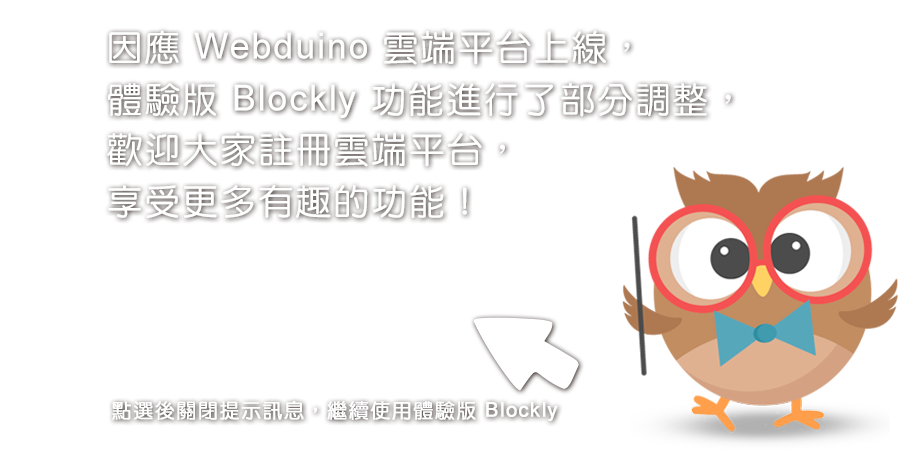 因應 Webduino 雲端平台上線，
體驗版 Blockly 功能進行了部分調整，
歡迎大家註冊雲端平台，
享受更多有趣的功能！
點選後關閉提示訊息，繼續使用體驗版 Blockly